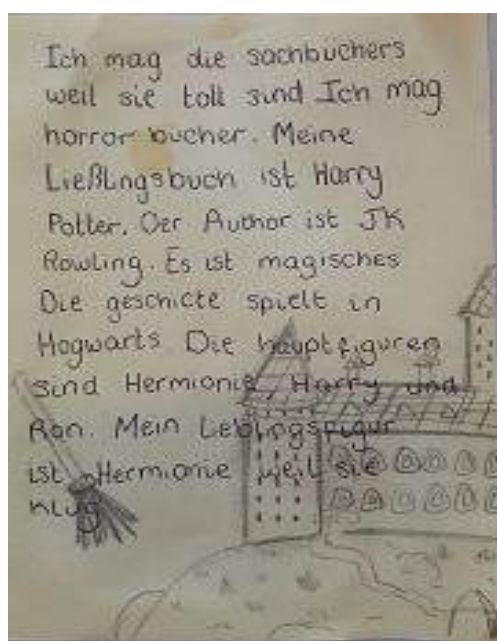 Ich mag die sachbuchers
weil sie toll sind Ich mag
horror bucher. Meine
Ließlingsbuch ist Harry
Potter. Der Author ist JK
Rowling. Es ist magisches
Die geschicte spielt in
Hogwarts. Die hauptfiguren
sind Hermionie, Harry und
Ron. Mein Lieblingsfigur
ist Hermionie weil sie
klug